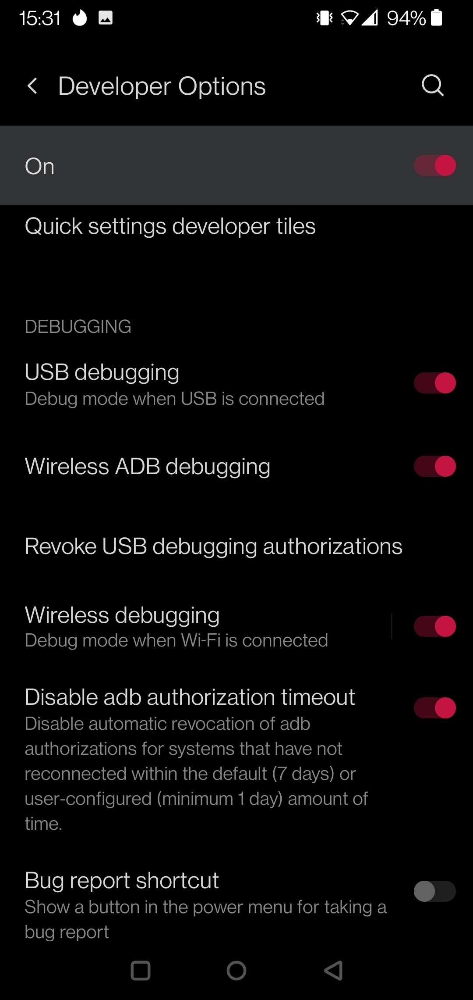 15:31 94%
Developer Options
On
Quick settings developer tiles
DEBUGGING
USB debugging
Debug mode when USB is connected
Wireless ADB debugging
Revoke USB debugging authorizations
Wireless debugging
Debug mode when Wi-Fi is connected
Disable adb authorization timeout
Disable automatic revocation of adb
authorizations for systems that have not
reconnected within the default (7 days) or
user-configured (minimum 1 day) amount of
time.
Bug report shortcut
Show a button in the power menu for taking a
bug report